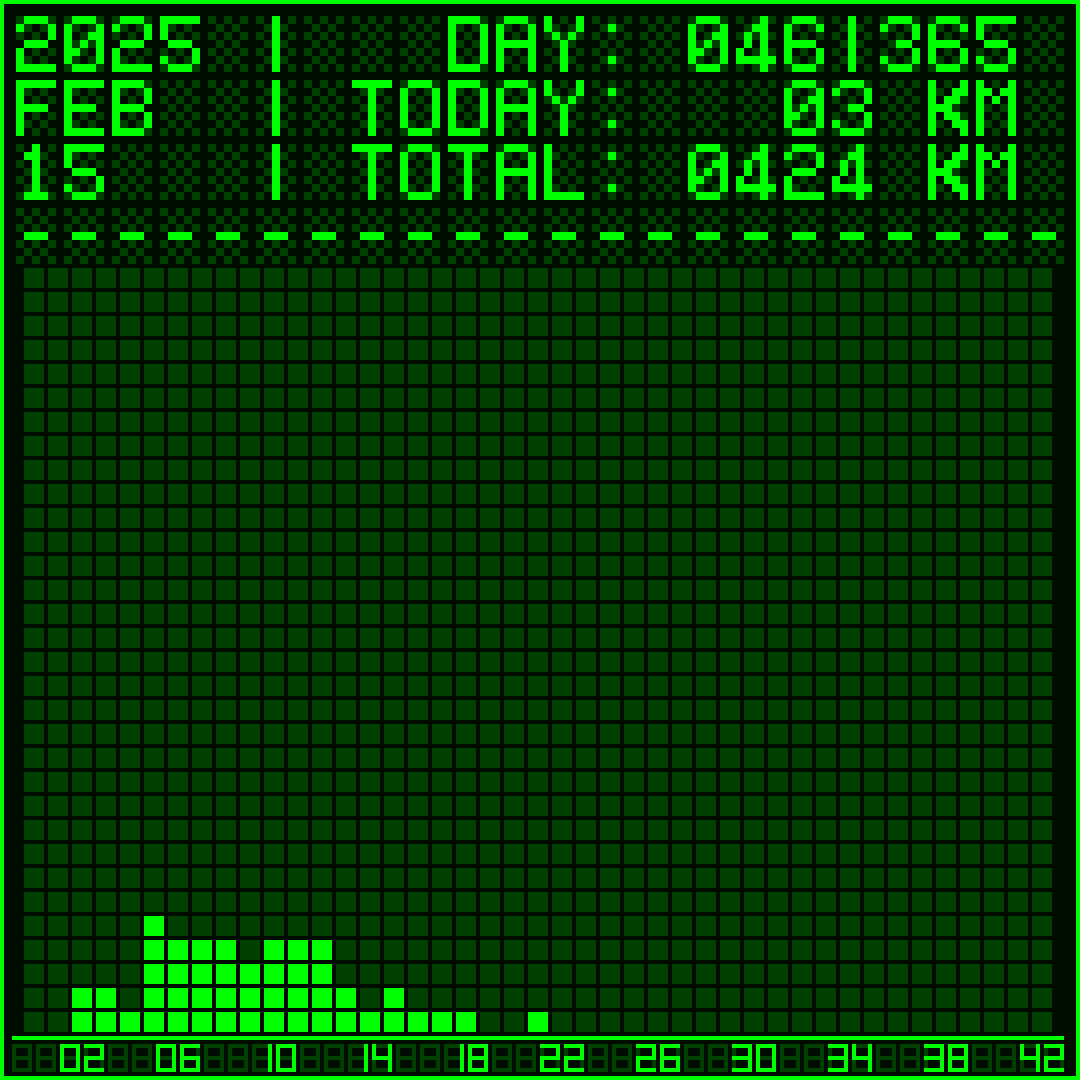 2025 | DAY: 046|365
FEB | TODAY: 03 KM
15 | TOTAL: 0424 KM
- - - - - - - - - - - - - - - - - - - - - -
02 06 10 14 18 22 26 30 34 38 42